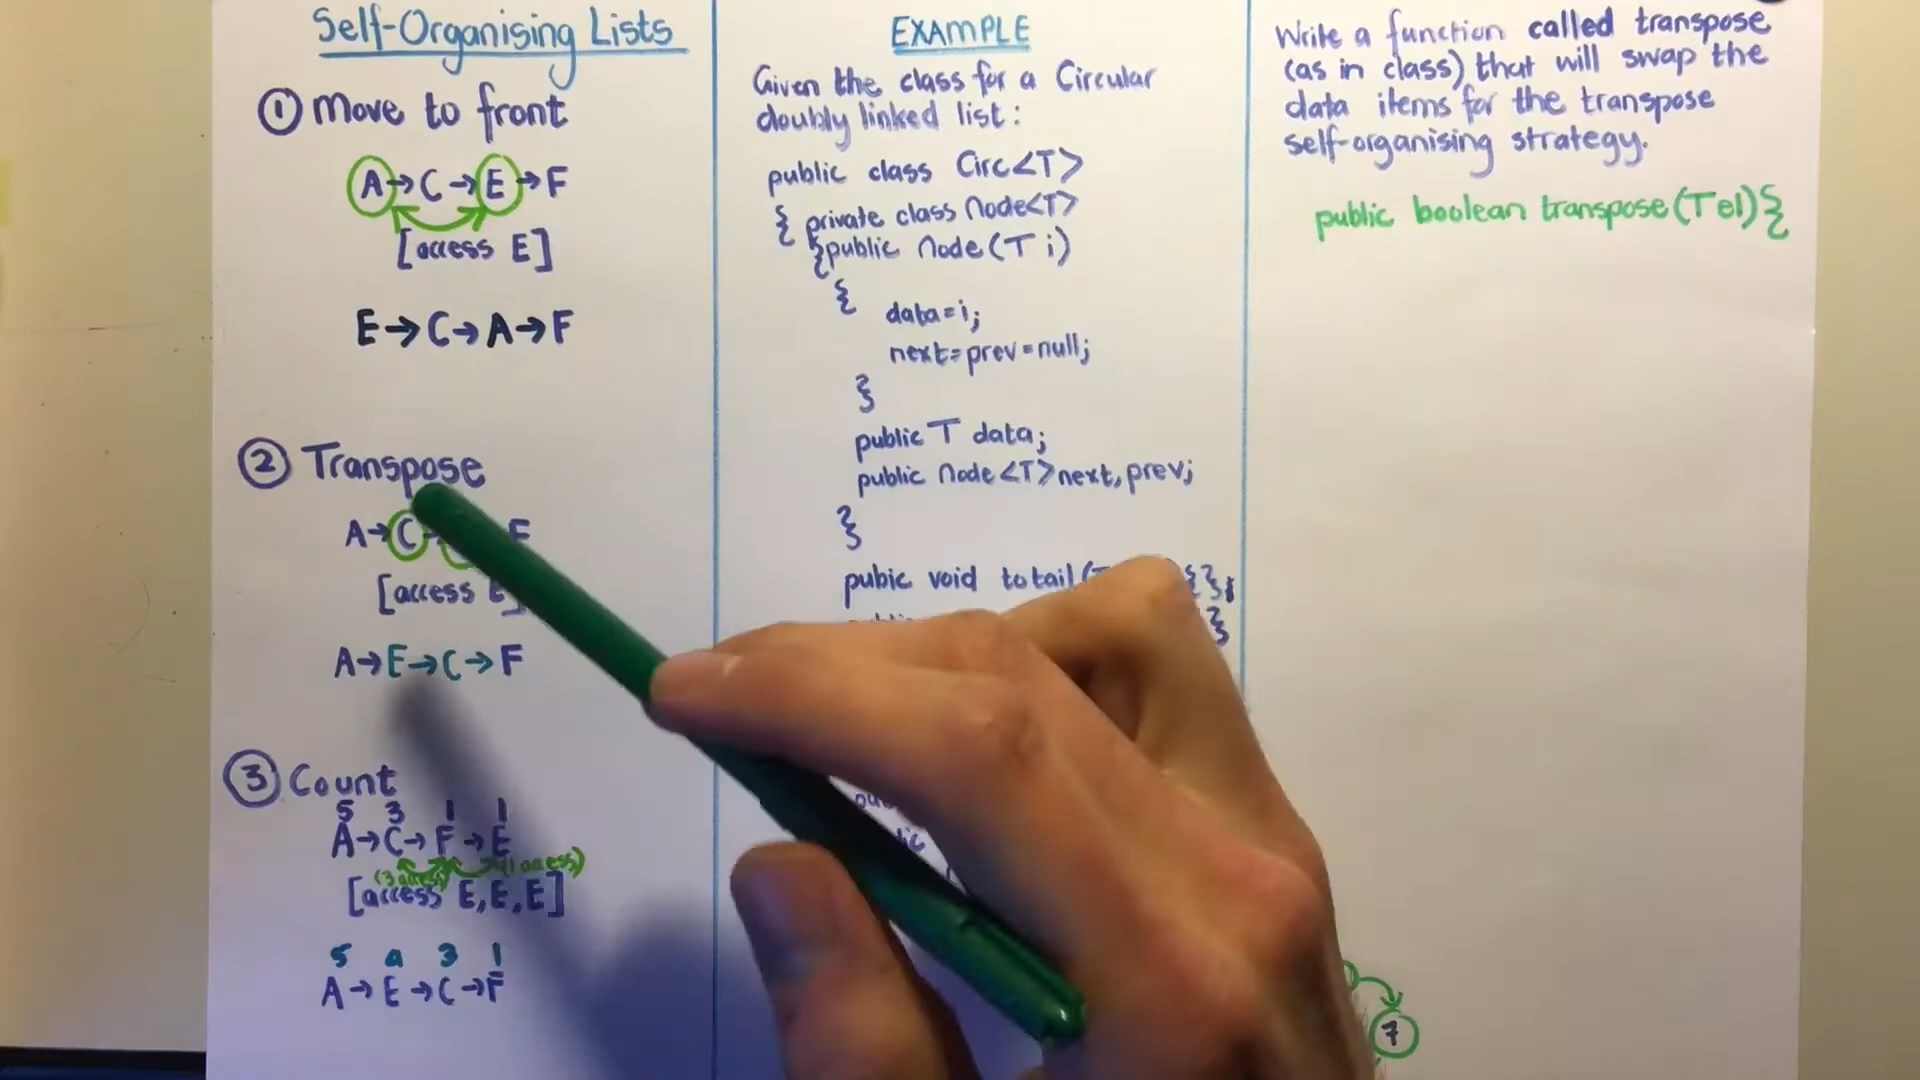 Self-Organising Lists
① Move to front
A→C→E→F
[access E]
E→C→A→F
② Transpose
A→C
[access E]
A→E→C→F
③ Count
5 3 1 1
A→C→F→E
(1 access)
[access E,E,E]
5 a 3 1
A→E→C→F
EXAMPLE
Given the class for a Circular
doubly linked list:
public class Circ<T>
{ private class Node<T>
{public Node(T i)
{
data=i;
next=prev=null;
}
public T data;
public Node<T>next,prev;
}
pubic void totail(
Write a function called transpose
(as in class) that will swap the
data items for the transpose
self-organising strategy.
public boolean transpose(T el){
7